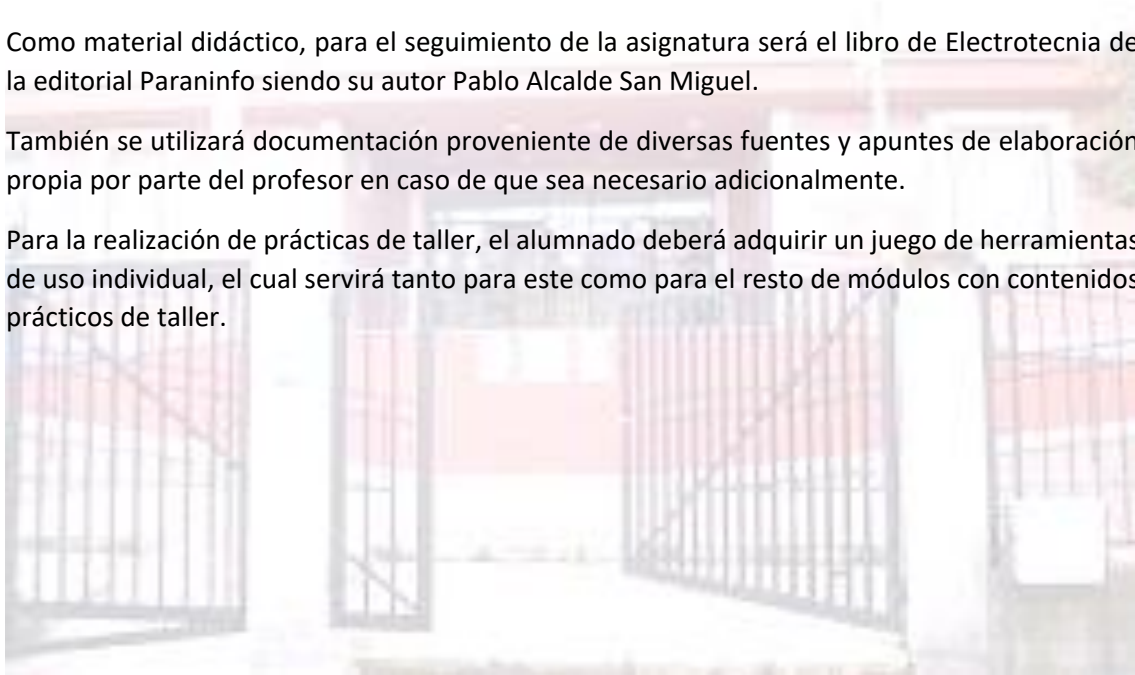 Como material didáctico, para el seguimiento de la asignatura será el libro de Electrotecnia de
la editorial Paraninfo siendo su autor Pablo Alcalde San Miguel.
También se utilizará documentación proveniente de diversas fuentes y apuntes de elaboración
propia por parte del profesor en caso de que sea necesario adicionalmente.
Para la realización de prácticas de taller, el alumnado deberá adquirir un juego de herramientas
de uso individual, el cual servirá tanto para este como para el resto de módulos con contenidos
prácticos de taller.